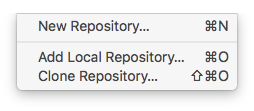 New Repository... ⌘N
Add Local Repository... ⌘O
Clone Repository... ⇧⌘O